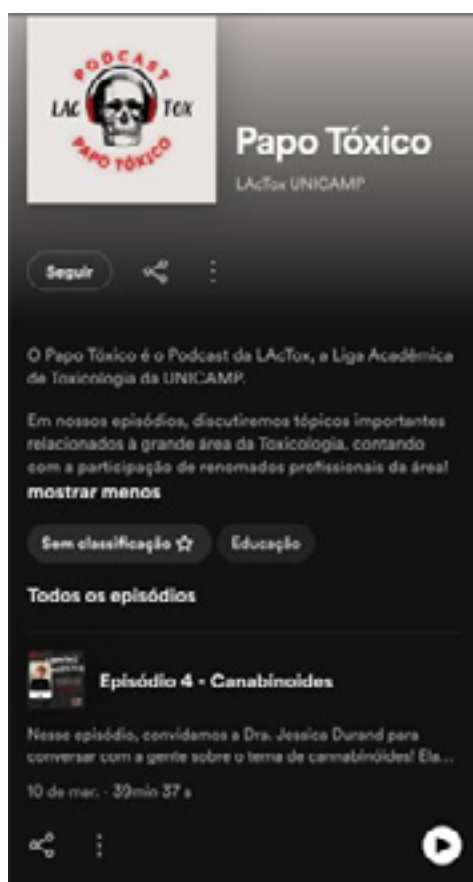 PODCAST
LAC TOX
PAPO TÓXICO
Papo Tóxico
LAcTox UNICAMP
Seguir
O Papo Tóxico é o Podcast da LAcTox, a Liga Acadêmica
de Toxicologia da UNICAMP.
Em nossos episódios, discutiremos tópicos importantes
relacionados à grande área da Toxicologia, contando
com a participação de renomados profissionais da área!
mostrar menos
Sem classificação
Educação
Todos os episódios
Episódio 4 - Canabinoides
Nesse episódio, convidamos a Dra. Jessica Durand para
conversar com a gente sobre o tema de cannabinóides! Ela...
10 de mar. · 39min 37 s